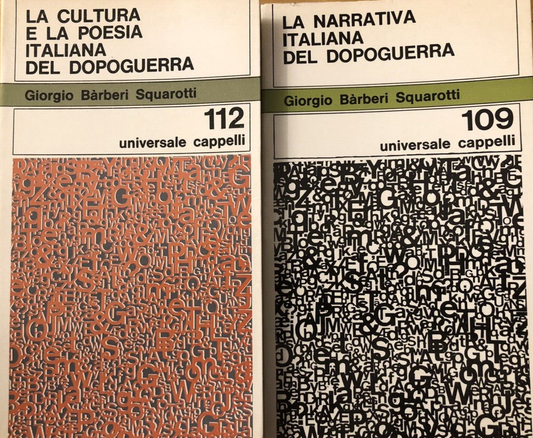 LA CULTURA
E LA POESIA
ITALIANA
DEL DOPOGUERRA
Giorgio Bàrberi Squarotti
112
universale cappelli
LA NARRATIVA
ITALIANA
DEL DOPOGUERRA
Giorgio Bàrberi Squarotti
109
universale cappelli